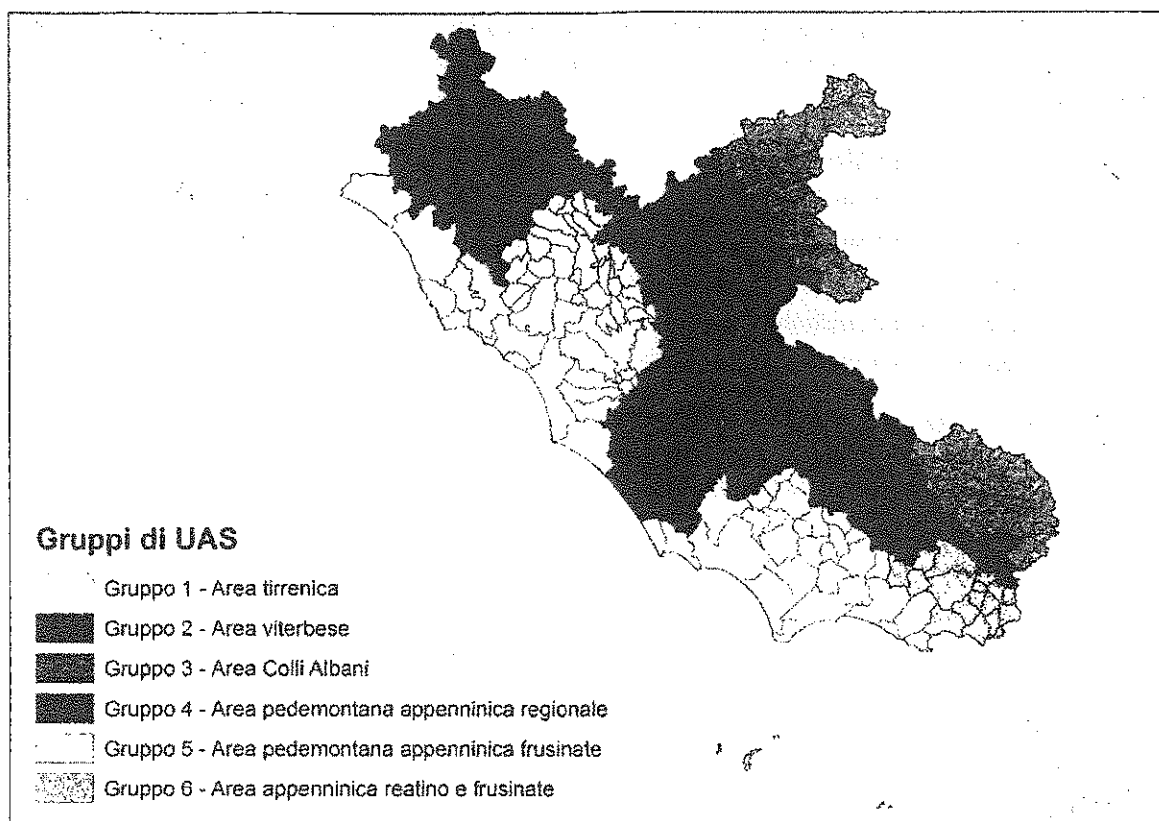 Gruppi di UAS
Gruppo 1 - Area tirrenica
Gruppo 2 - Area viterbese
Gruppo 3 - Area Colli Albani
Gruppo 4 - Area pedemontana appenninica regionale
Gruppo 5 - Area pedemontana appenninica frusinate
Gruppo 6 - Area appenninica reatino e frusinate